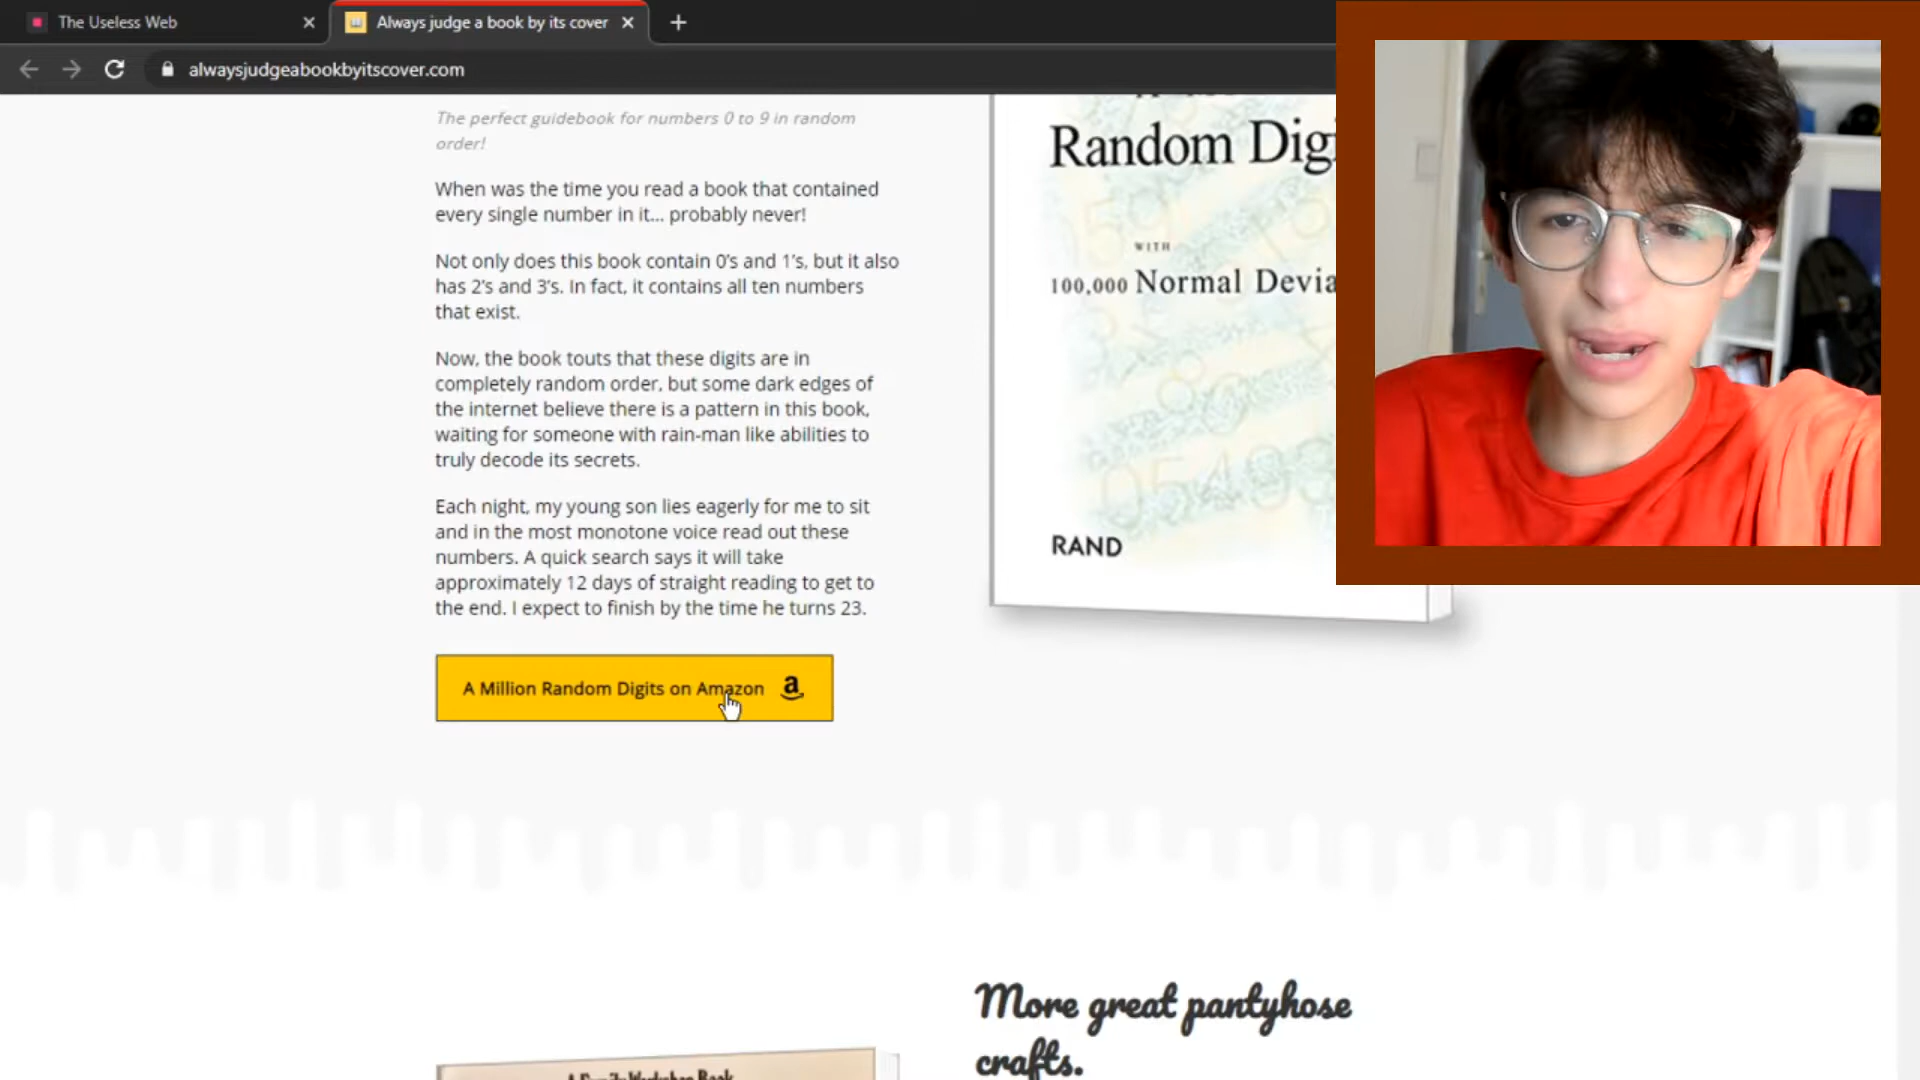 The Useless Web
Always judge a book by its cover
alwaysjudgeabookbyitscover.com
The perfect guidebook for numbers 0 to 9 in random
order!
When was the time you read a book that contained
every single number in it... probably never!
Not only does this book contain 0's and 1's, but it also
has 2's and 3's. In fact, it contains all ten numbers
that exist.
Now, the book touts that these digits are in
completely random order, but some dark edges of
the internet believe there is a pattern in this book,
waiting for someone with rain-man like abilities to
truly decode its secrets.
Each night, my young son lies eagerly for me to sit
and in the most monotone voice read out these
numbers. A quick search says it will take
approximately 12 days of straight reading to get to
the end. I expect to finish by the time he turns 23.
A Million Random Digits on Amazon
Random Digi
WITH
100,000 Normal Devia
RAND
More great pantyhose
crafts.
A Family Workshop Book